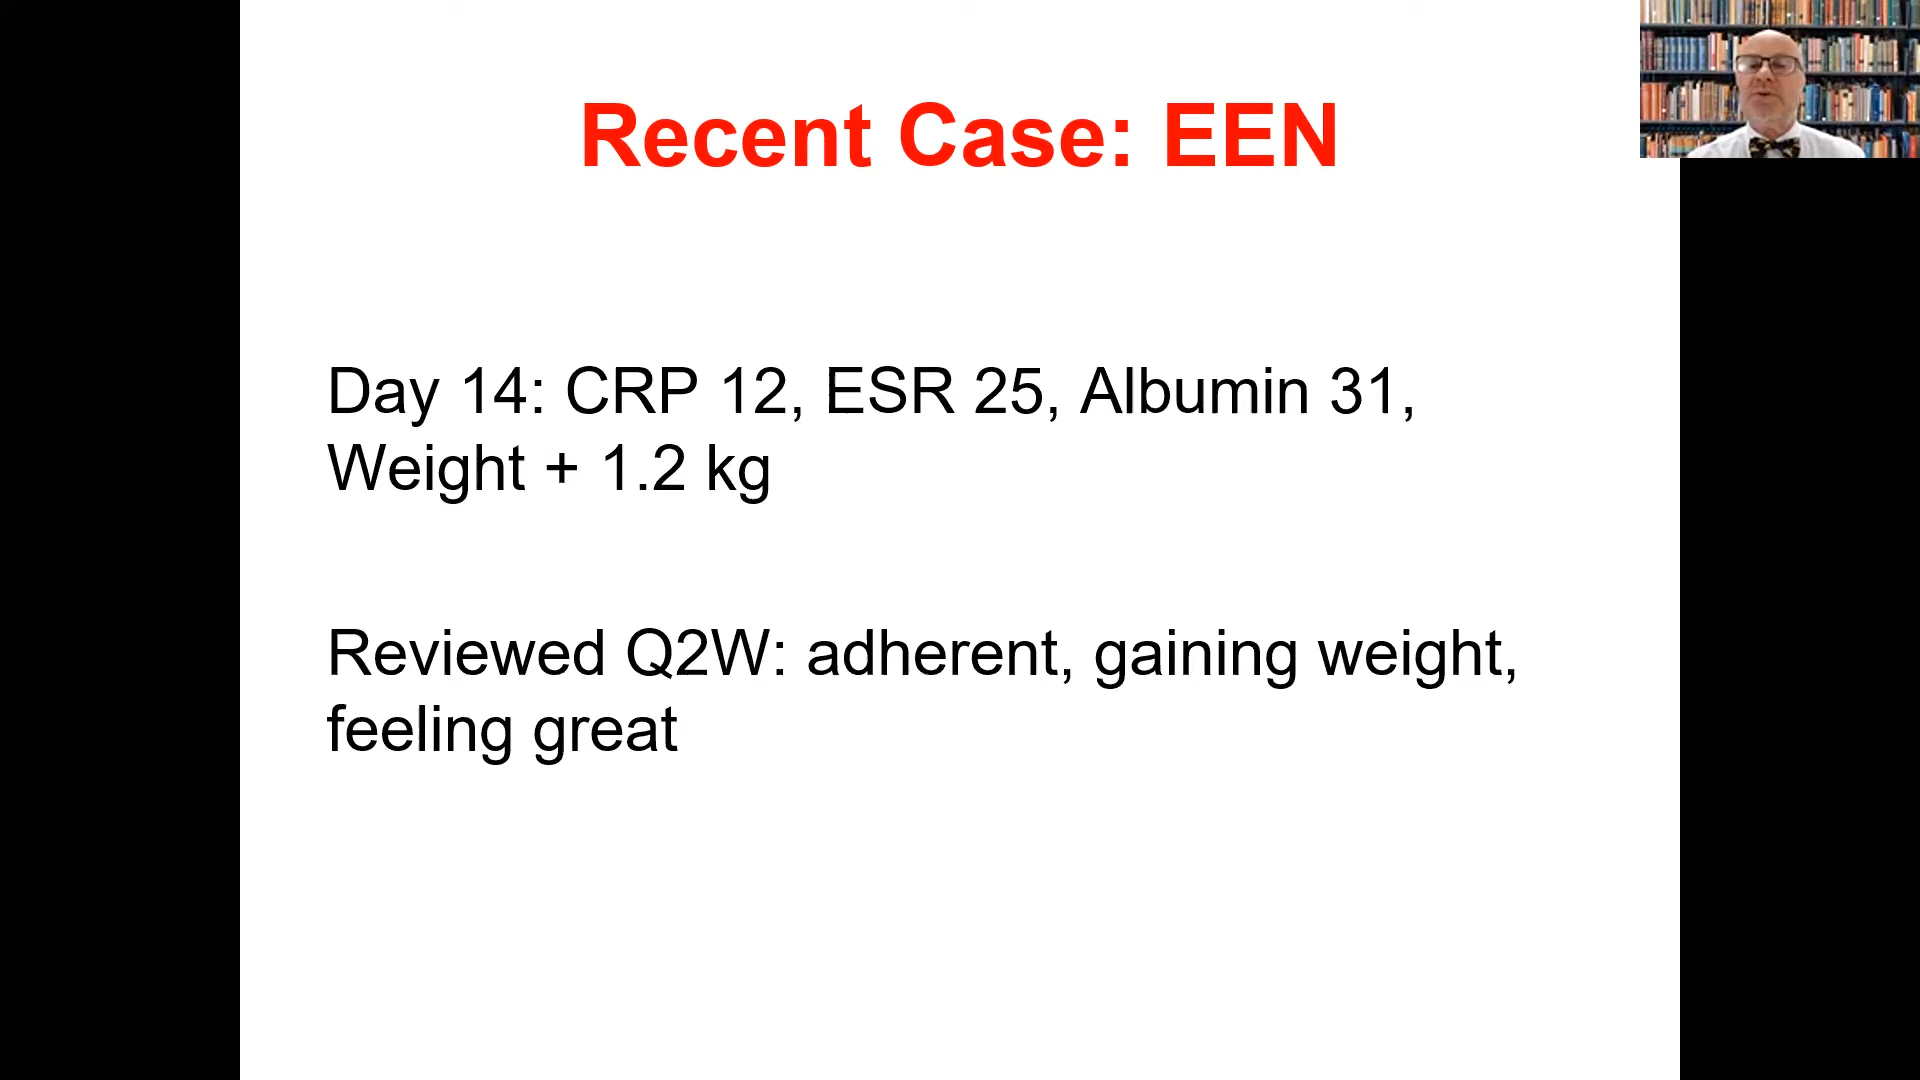 Recent Case: EEN
Day 14: CRP 12, ESR 25, Albumin 31,
Weight + 1.2 kg
Reviewed Q2W: adherent, gaining weight,
feeling great